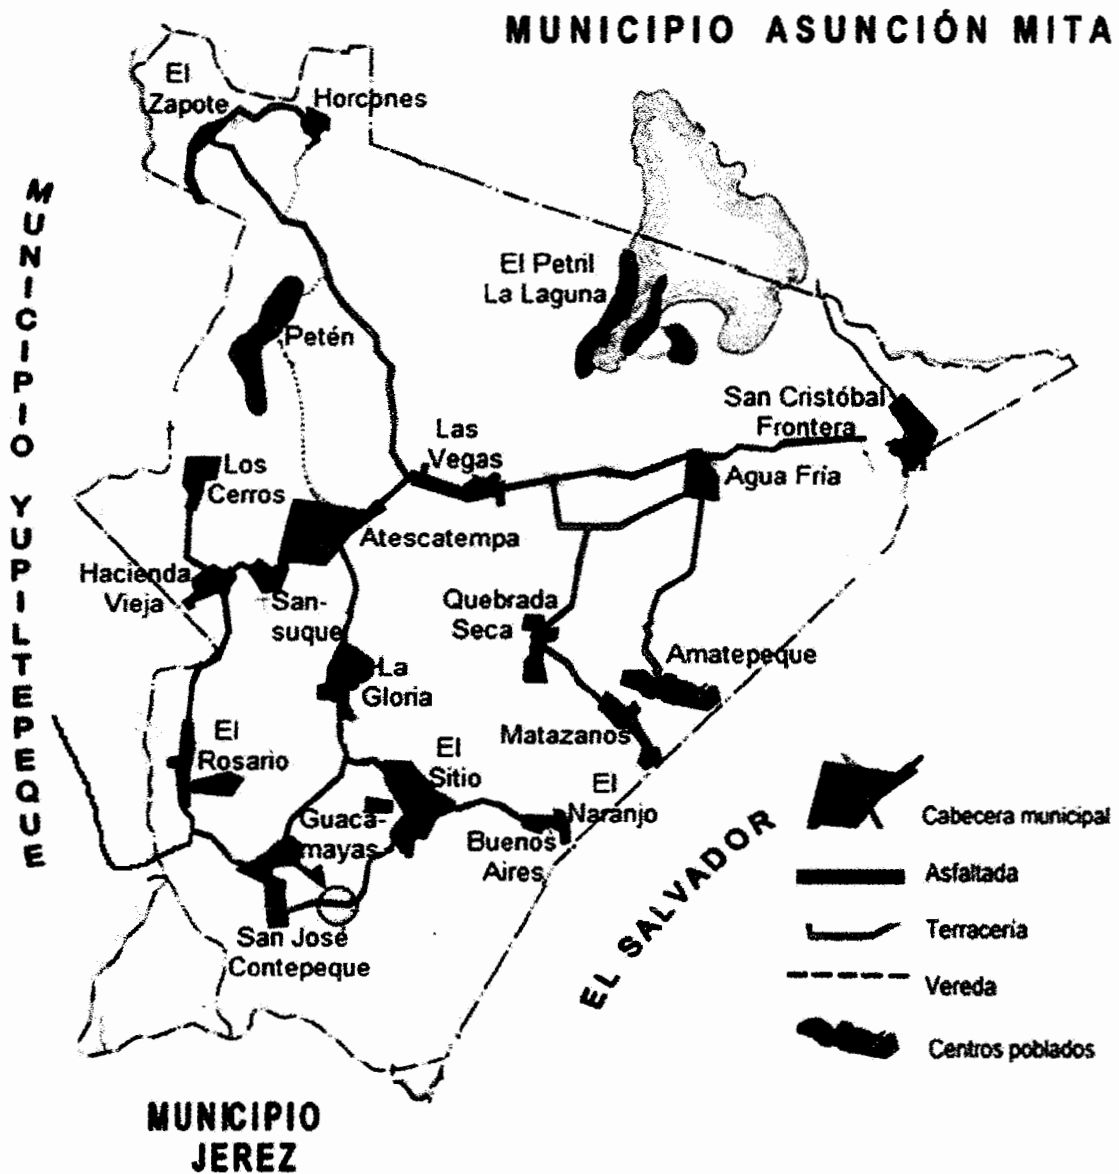 MUNICIPIO ASUNCIÓN MITA
El
Zapote
Horcones
MUNICIPIO YUPILTEPEQUE
El Petril
La Laguna
Petén
San Cristóbal
Frontera
Las
Vegas
Los
Cerros
Agua Fría
Atescatempa
Hacienda
Vieja
San-
suque
Quebrada
Seca
Amatepeque
La
Gloria
Matazanos
El
Rosario
El
Sitio
El
Naranjo
Guaca-
mayas
Buenos
Aires
San José
Contepeque
EL SALVADOR
Cabecera municipal
Asfaltada
Terracería
Vereda
Centros poblados
MUNICIPIO
JEREZ